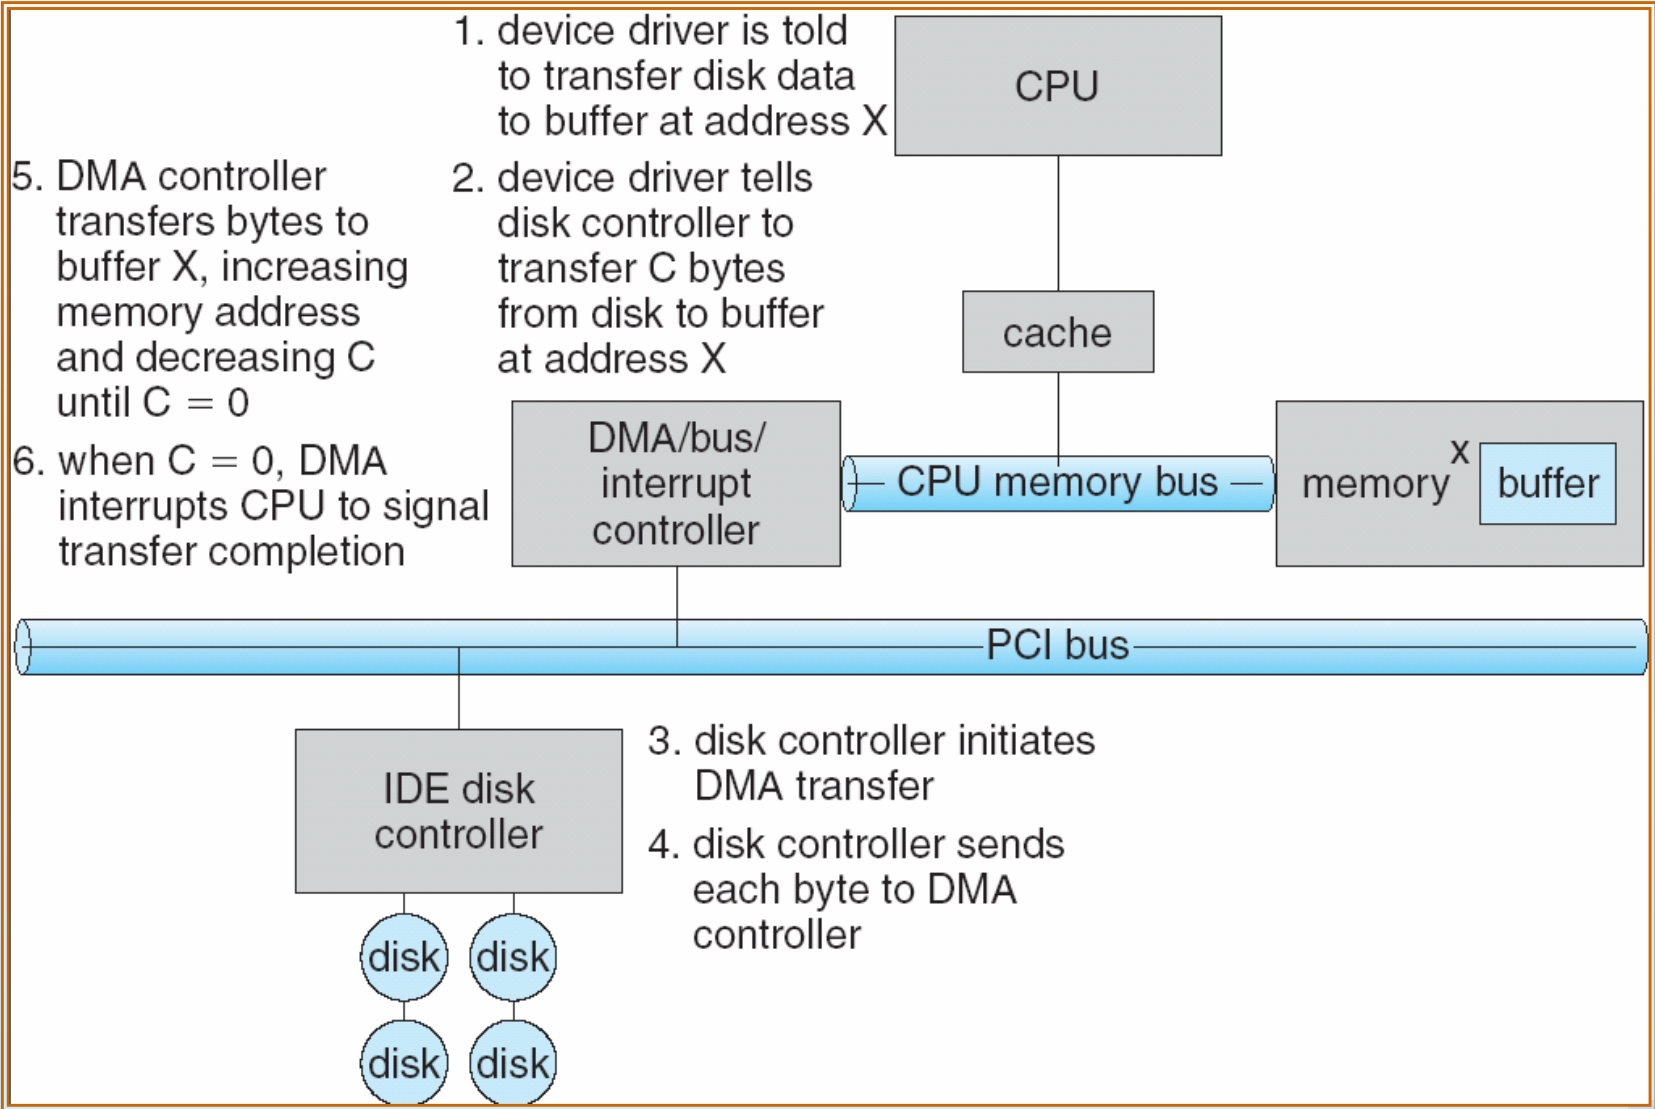 1. device driver is told
to transfer disk data
to buffer at address X
CPU
5. DMA controller
transfers bytes to
buffer X, increasing
memory address
and decreasing C
until C = 0
2. device driver tells
disk controller to
transfer C bytes
from disk to buffer
at address X
cache
6. when C = 0, DMA
interrupts CPU to signal
transfer completion
DMA/bus/
interrupt
controller
CPU memory bus
memory
x
buffer
PCI bus
IDE disk
controller
3. disk controller initiates
DMA transfer
4. disk controller sends
each byte to DMA
controller
disk
disk
disk
disk